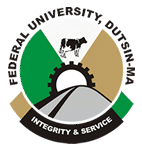 FEDERAL UNIVERSITY, DUTSIN-MA
INTEGRITY & SERVICE